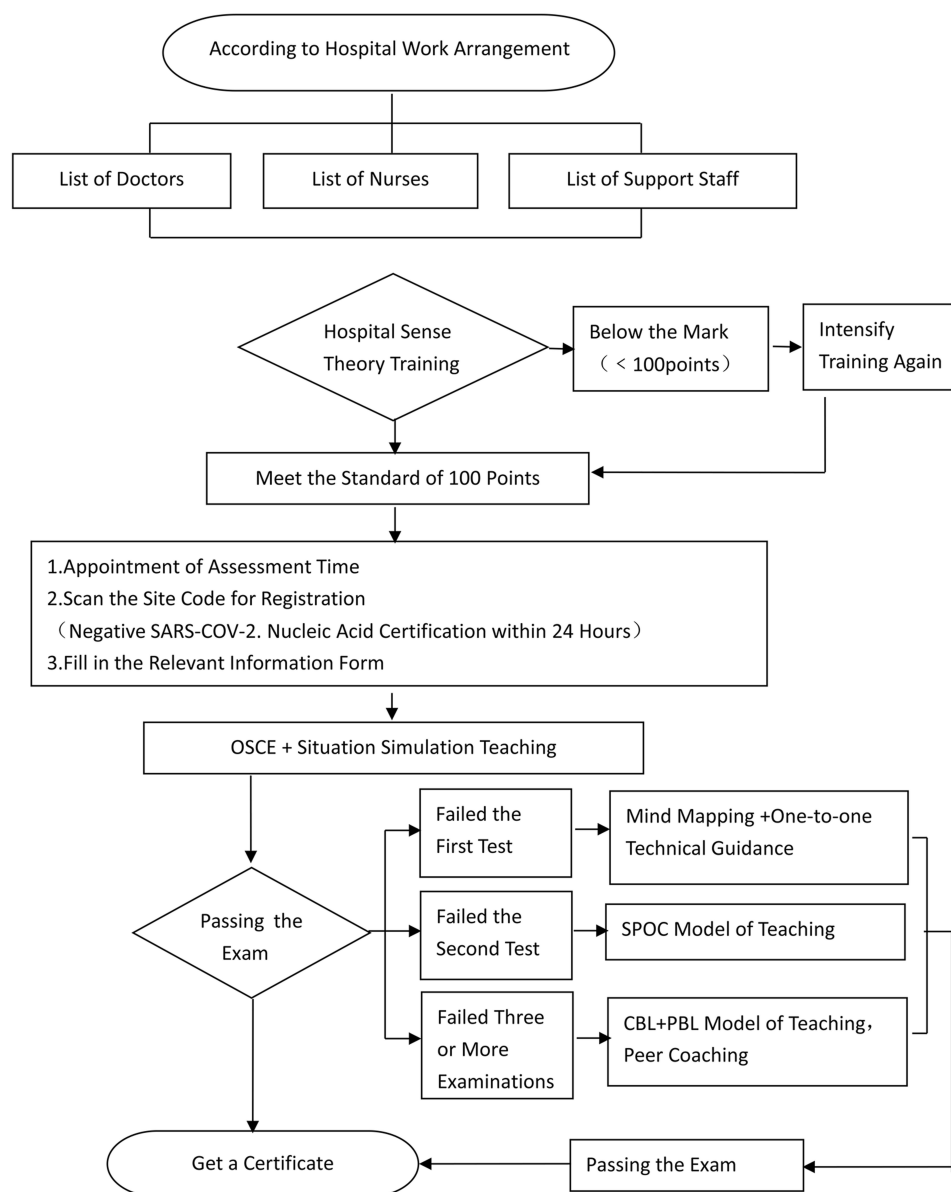 According to Hospital Work Arrangement
List of Doctors
List of Nurses
List of Support Staff
Hospital Sense
Theory Training
Below the Mark
（＜100points）
Intensify
Training Again
Meet the Standard of 100 Points
1.Appointment of Assessment Time
2.Scan the Site Code for Registration
（Negative SARS-COV-2. Nucleic Acid Certification within 24 Hours）
3.Fill in the Relevant Information Form
OSCE + Situation Simulation Teaching
Passing the
Exam
Failed the
First Test
Mind Mapping +One-to-one
Technical Guidance
Failed the
Second Test
SPOC Model of Teaching
Failed Three
or More
Examinations
CBL+PBL Model of Teaching，
Peer Coaching
Get a Certificate
Passing the Exam